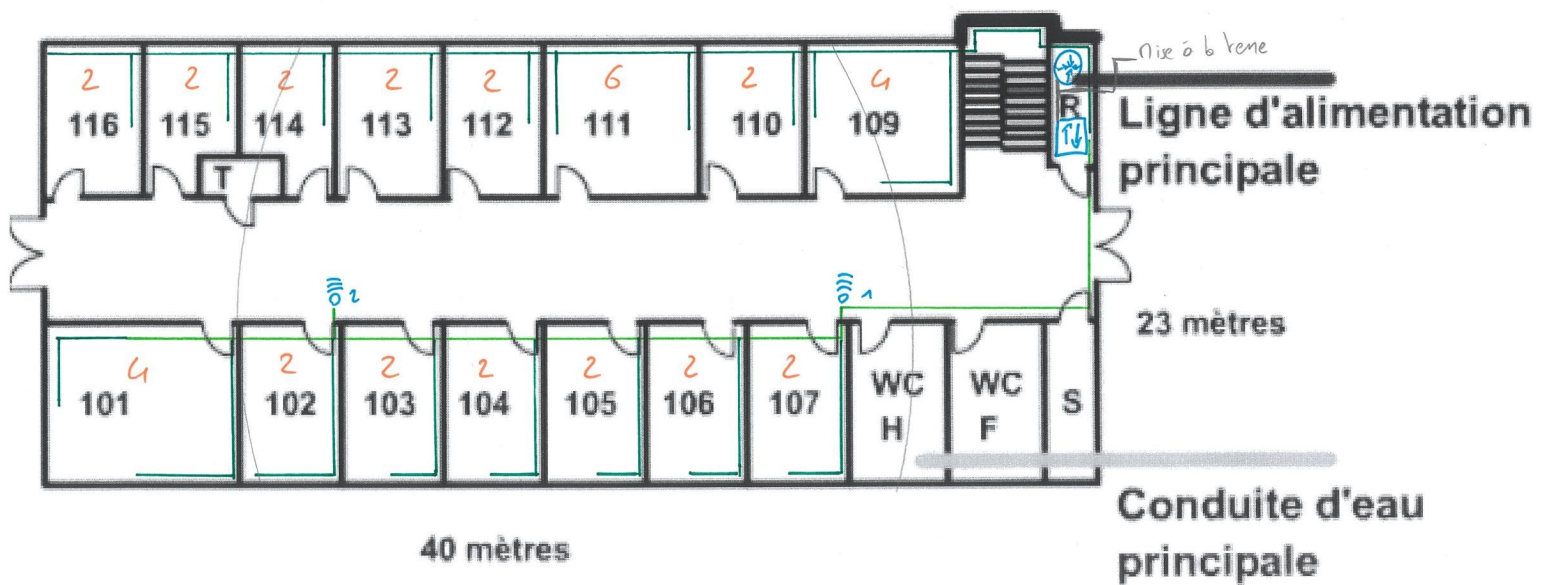 mise à la terre
2 2 2 2 2 6 2 4
116 115 114 113 112 111 110 109
R
T
Ligne d'alimentation
principale
2 1
23 mètres
4 2 2 2 2 2 2
101 102 103 104 105 106 107
WC
H
WC
F
S
40 mètres
Conduite d'eau
principale